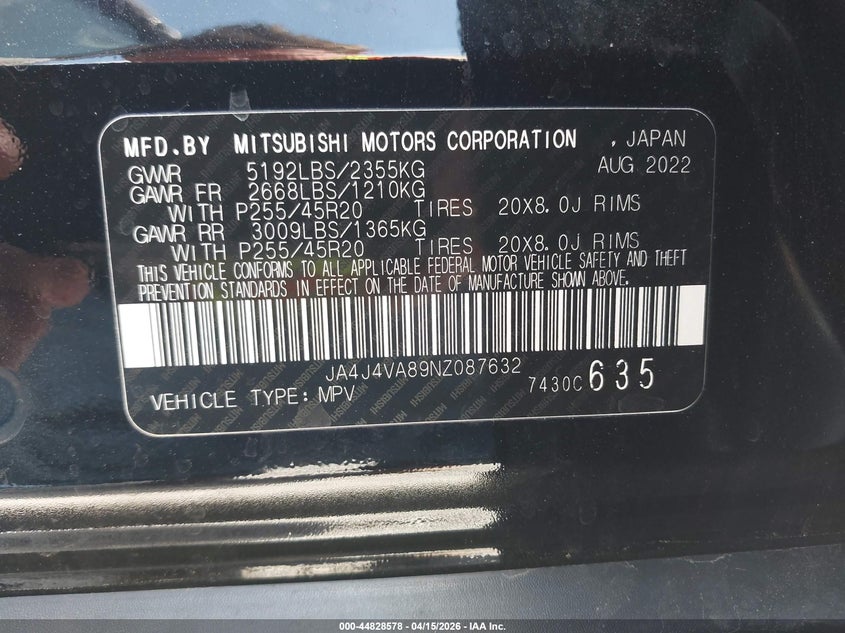 MFD.BY MITSUBISHI MOTORS CORPORATION , JAPAN
GVWR 5192LBS/2355KG AUG 2022
GAWR FR 2668LBS/1210KG
WITH P255/45R20 TIRES 20X8.0J RIMS
GAWR RR 3009LBS/1365KG
WITH P255/45R20 TIRES 20X8.0J RIMS
THIS VEHICLE CONFORMS TO ALL APPLICABLE FEDERAL MOTOR VEHICLE SAFETY AND THEFT
PREVENTION STANDARDS IN EFFECT ON THE DATE OF MANUFACTURE SHOWN ABOVE.
JA4J4VA89NZ087632
VEHICLE TYPE: MPV 7430C 635
000-44828578 - 04/15/2026 - IAA Inc.